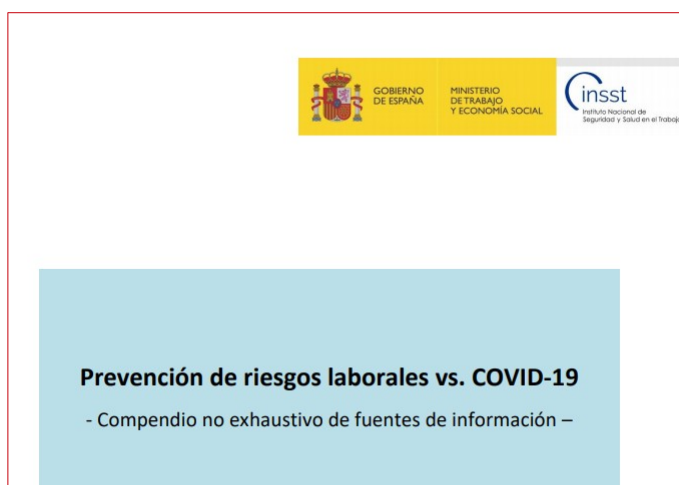 GOBIERNO
DE ESPAÑA
MINISTERIO
DE TRABAJO
Y ECONOMÍA SOCIAL
insst
Instituto Nacional de
Seguridad y Salud en el Trabajo
Prevención de riesgos laborales vs. COVID-19
- Compendio no exhaustivo de fuentes de información –